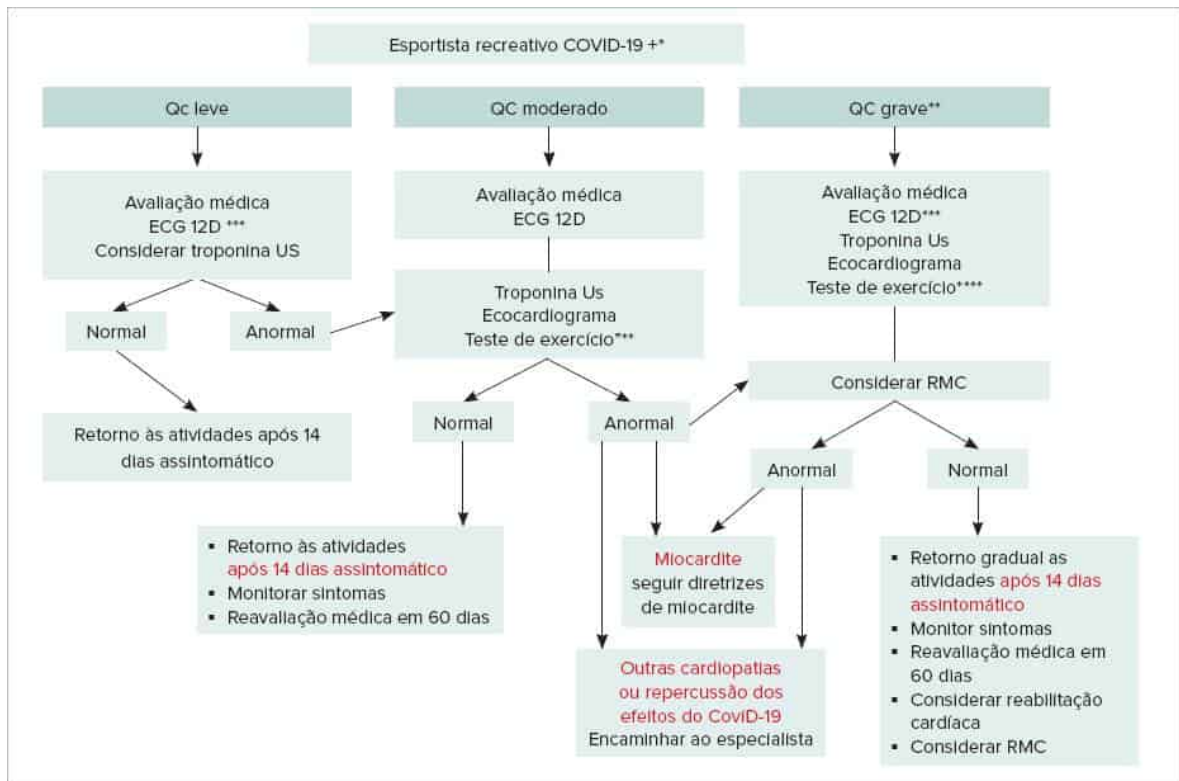 Esportista recreativo COVID-19 +*
Qc leve
QC moderado
QC grave**
Avaliação médica
ECG 12D ***
Considerar troponina US
Avaliação médica
ECG 12D
Avaliação médica
ECG 12D***
Troponina Us
Ecocardiograma
Teste de exercício****
Normal
Anormal
Troponina Us
Ecocardiograma
Teste de exercício***
Considerar RMC
Retorno às atividades após 14
dias assintomático
Normal
Anormal
Anormal
Normal
▪ Retorno às atividades
após 14 dias assintomático
▪ Monitorar sintomas
▪ Reavaliação médica em 60 dias
Miocardite
seguir diretrizes
de miocardite
▪ Retorno gradual as
atividades após 14 dias
assintomático
▪ Monitor sintomas
▪ Reavaliação médica em
60 dias
▪ Considerar reabilitação
cardíaca
▪ Considerar RMC
Outras cardiopatias
ou repercussão dos
efeitos do CoviD-19
Encaminhar ao especialista